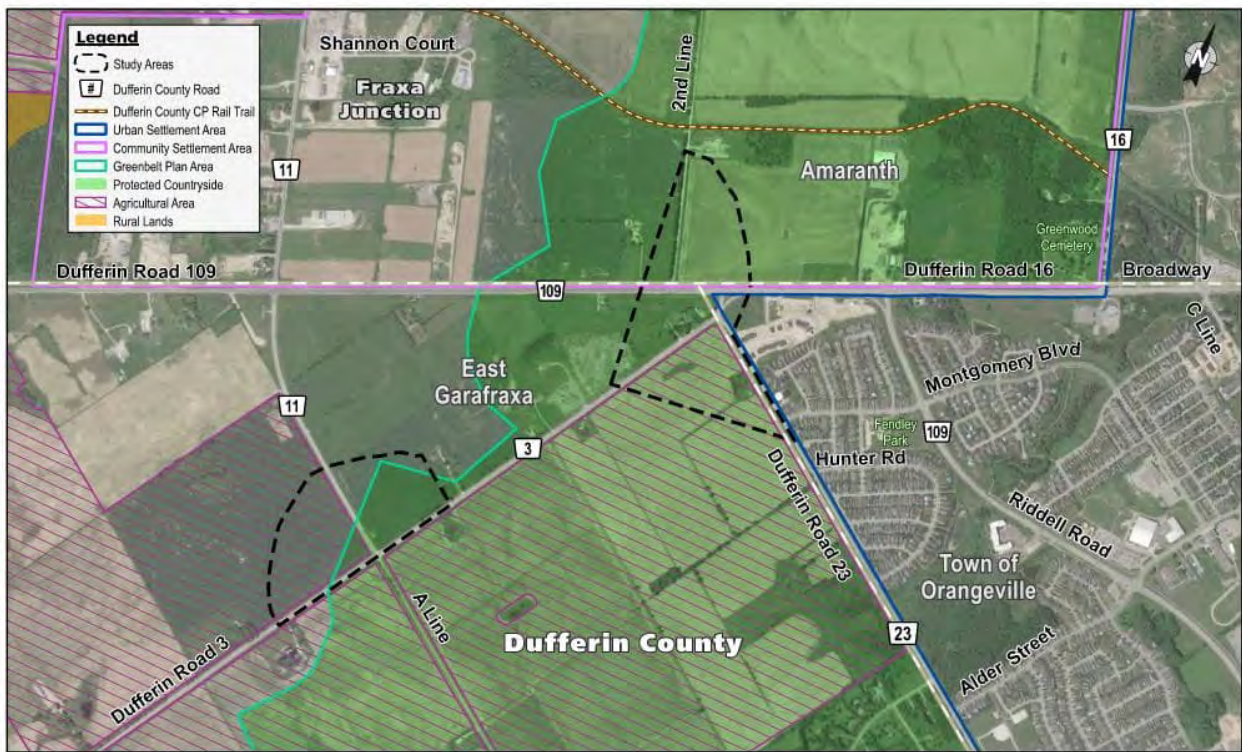 Legend
Study Areas
# Dufferin County Road
Dufferin County CP Rail Trail
Urban Settlement Area
Community Settlement Area
Greenbelt Plan Area
Protected Countryside
Agricultural Area
Rural Lands
Shannon Court
Fraxa
Junction
2nd Line
N
11
16
Amaranth
Greenwood
Cemetery
Dufferin Road 109
109
Dufferin Road 16
Broadway
C Line
East
Garafraxa
11
3
Montgomery Blvd
Fendley
Park
109
Hunter Rd
Dufferin Road 23
Riddell Road
Town of
Orangeville
A Line
Dufferin County
23
Alder Street
Dufferin Road 3